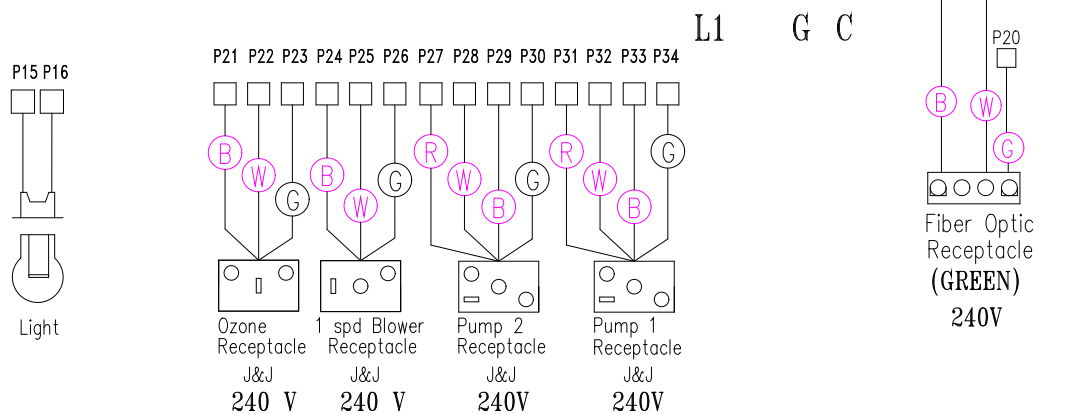 L1 G C
P20
P21 P22 P23 P24 P25 P26 P27 P28 P29 P30 P31 P32 P33 P34
P15 P16
B W
G
B W G B W G R W B G R W B G
Fiber Optic
Receptacle
(GREEN)
240V
Light
Ozone
Receptacle
J&J
240 V
1 spd Blower
Receptacle
J&J
240 V
Pump 2
Receptacle
J&J
240V
Pump 1
Receptacle
J&J
240V